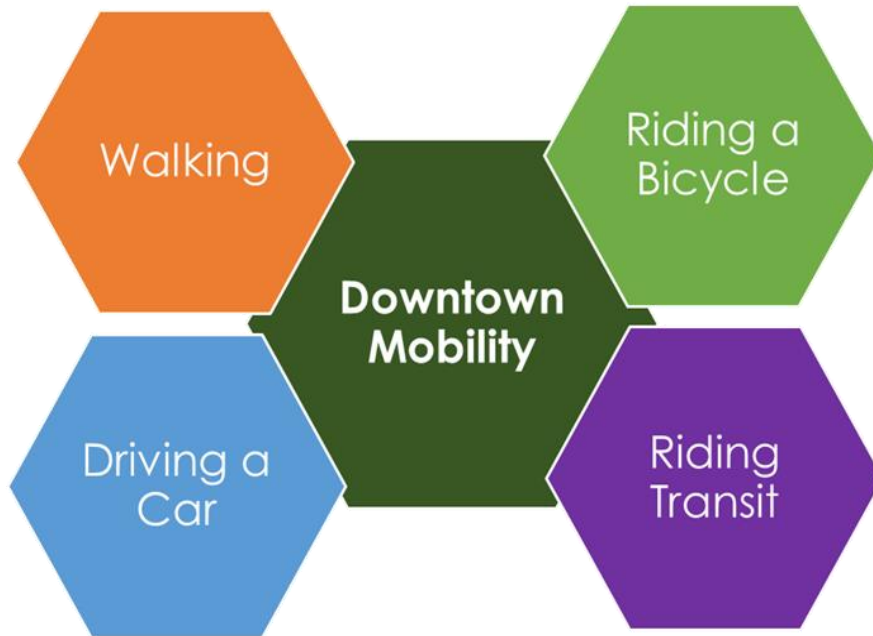 Walking
Riding a
Bicycle
Downtown
Mobility
Driving a
Car
Riding
Transit